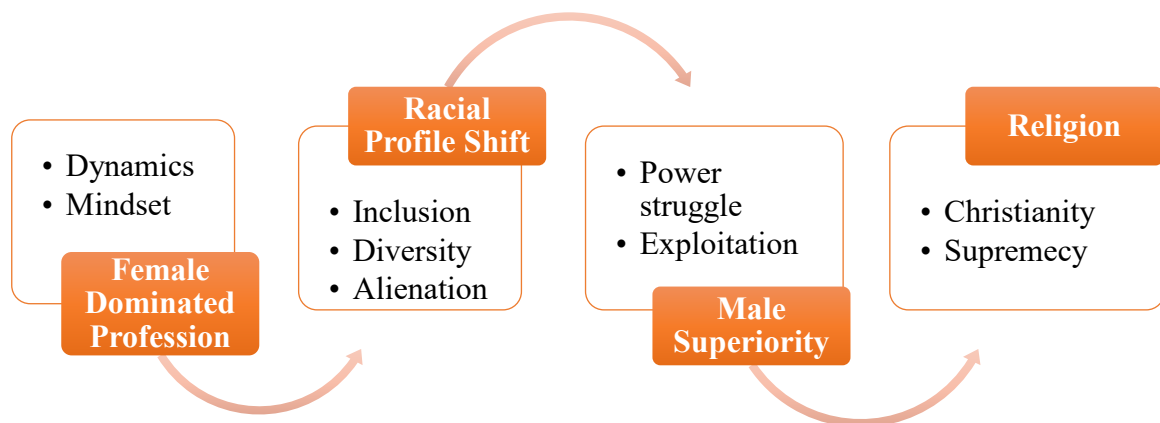 • Dynamics
• Mindset
Female
Dominated
Profession
Racial
Profile Shift
• Inclusion
• Diversity
• Alienation
• Power
struggle
• Exploitation
Male
Superiority
Religion
• Christianity
• Supremecy